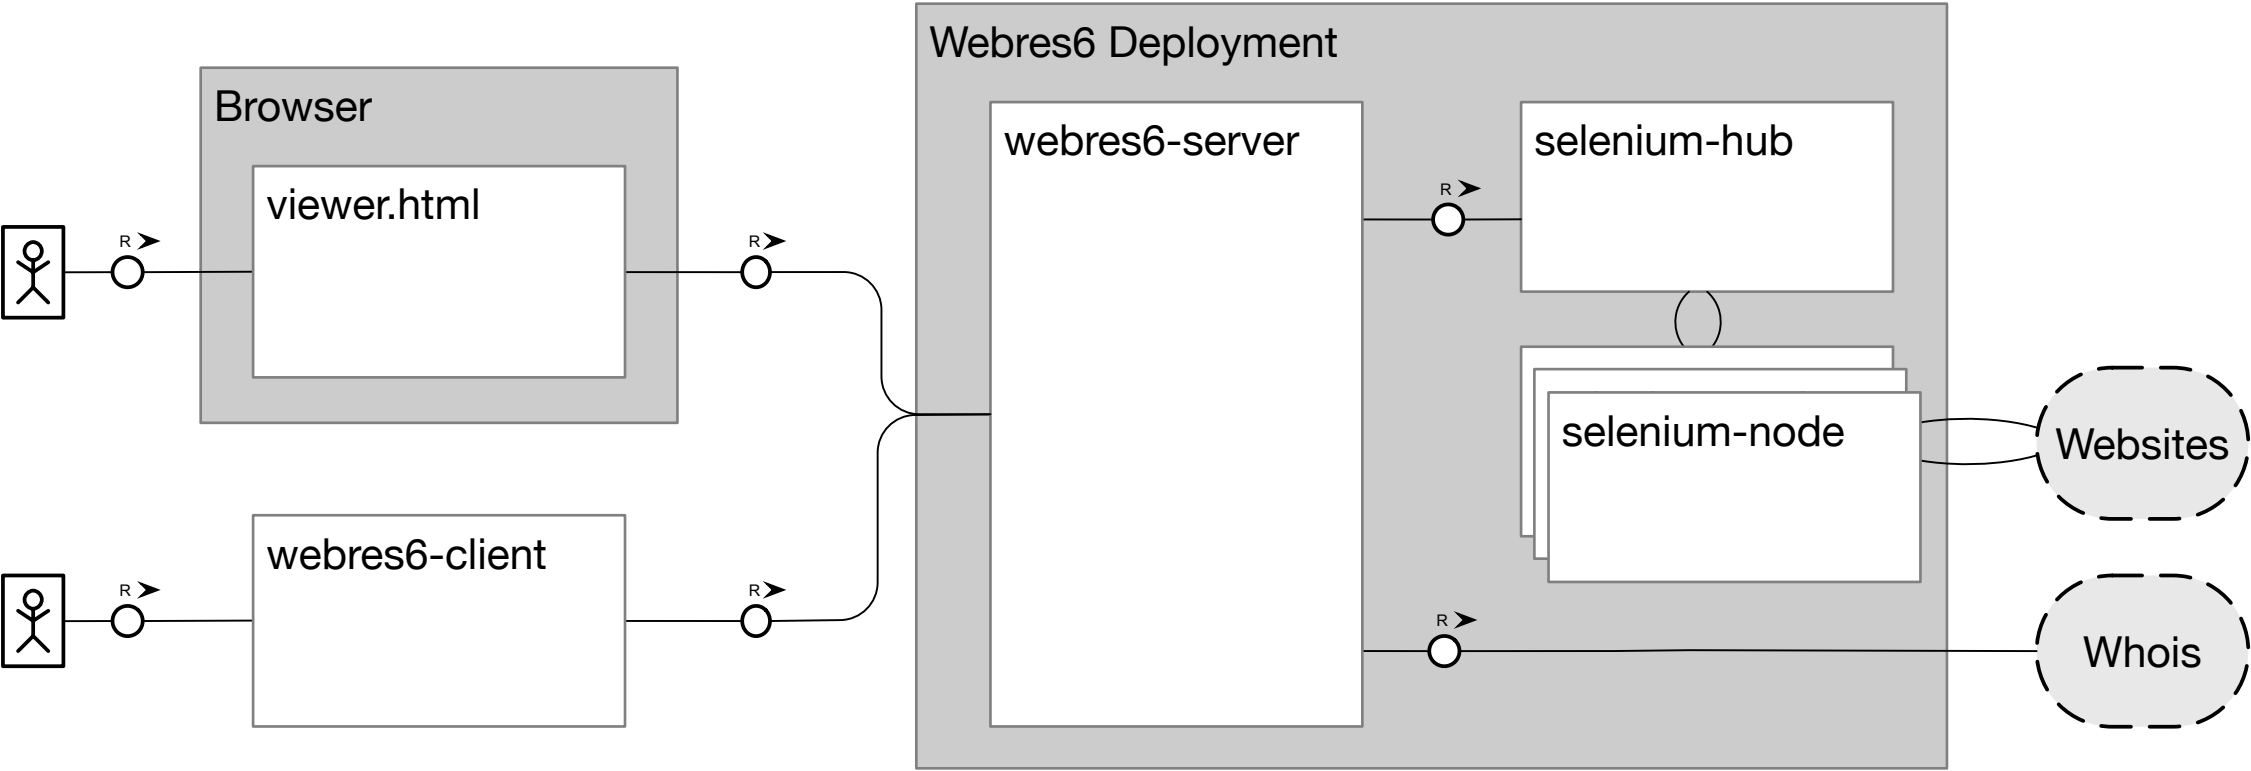 Webres6 Deployment
Browser
webres6-server
selenium-hub
viewer.html
R
R
R
selenium-node
Websites
webres6-client
R
R
R
Whois